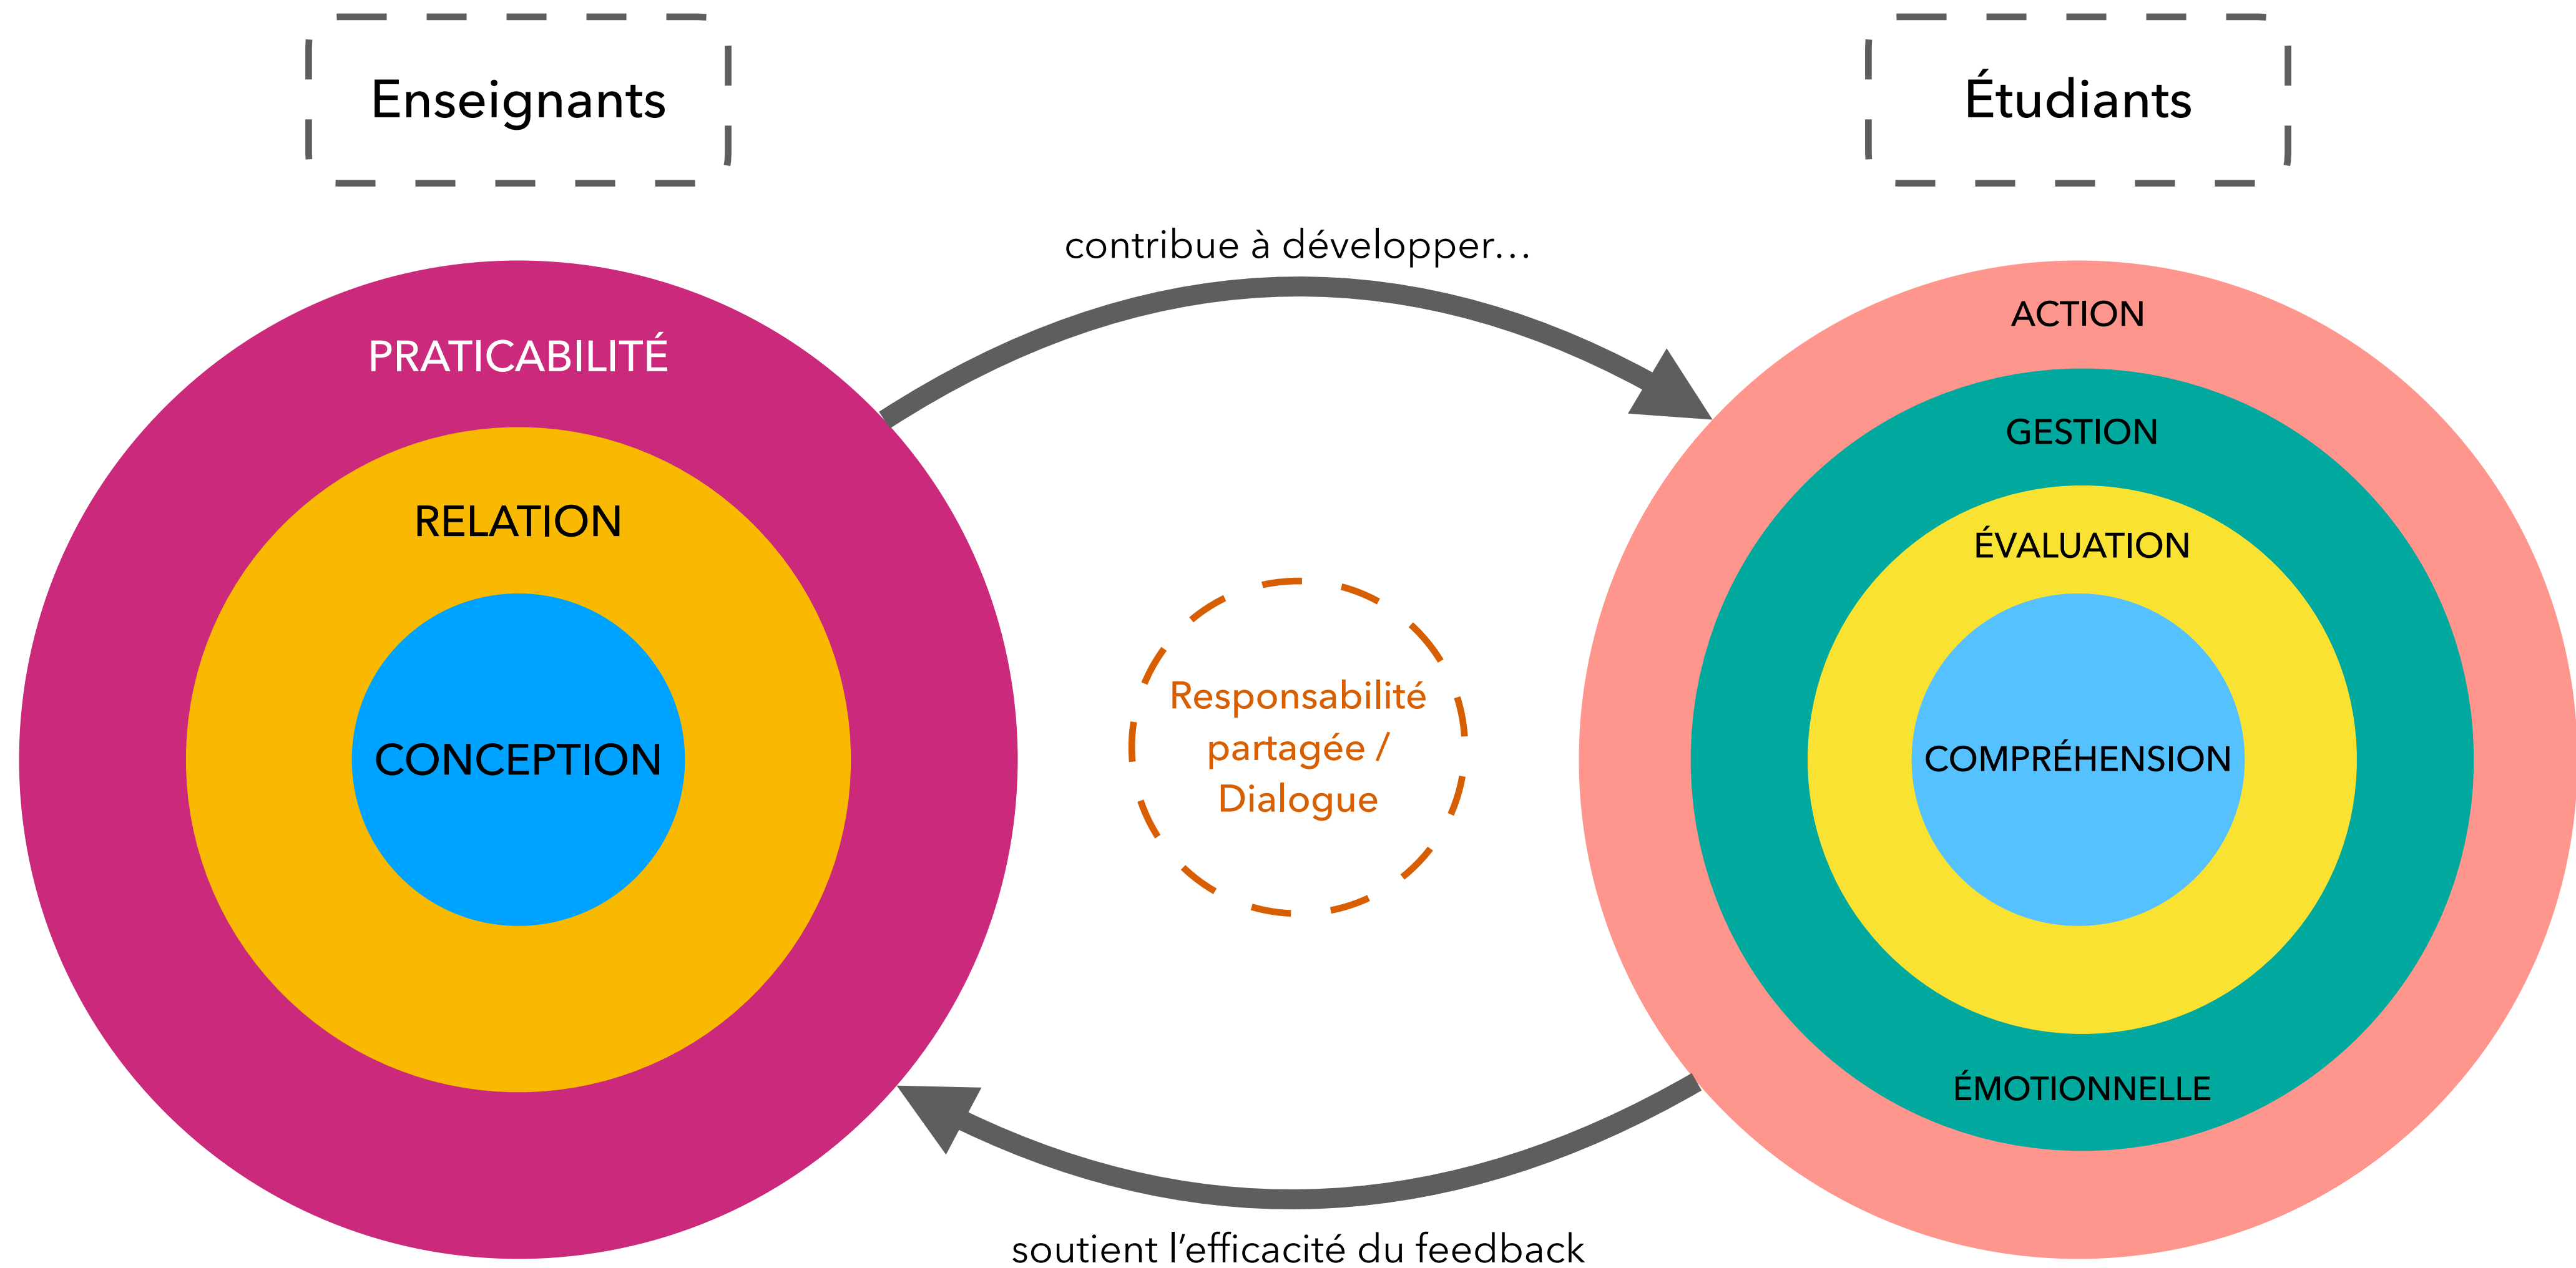 Enseignants
Étudiants
contribue à développer...
PRATICABILITÉ
RELATION
CONCEPTION
Responsabilité
partagée /
Dialogue
ACTION
GESTION
ÉVALUATION
COMPRÉHENSION
ÉMOTIONNELLE
soutient l'efficacité du feedback